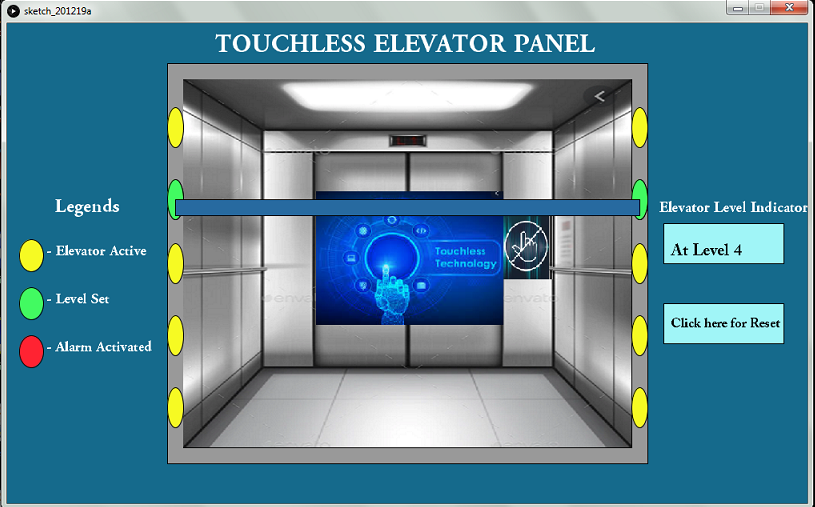 sketch_201219a
TOUCHLESS ELEVATOR PANEL
Legends
- Elevator Active
- Level Set
- Alarm Activated
Touchless
Technology
Elevator Level Indicator
At Level 4
Click here for Reset
envato